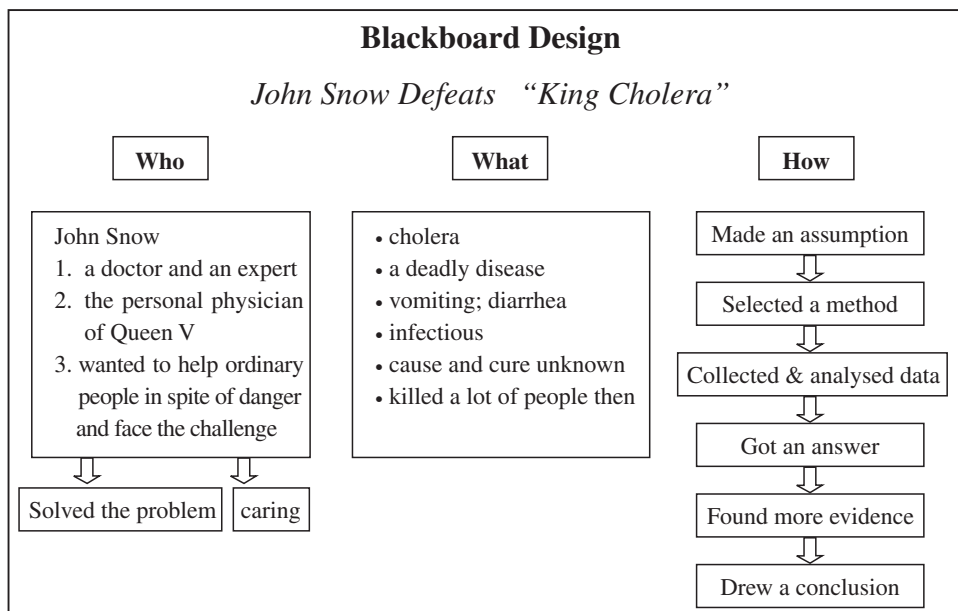 Blackboard Design
John Snow Defeats “King Cholera”
Who
John Snow
1. a doctor and an expert
2. the personal physician
of Queen V
3. wanted to help ordinary
people in spite of danger
and face the challenge
Solved the problem
caring
What
• cholera
• a deadly disease
• vomiting; diarrhea
• infectious
• cause and cure unknown
• killed a lot of people then
How
Made an assumption
Selected a method
Collected & analysed data
Got an answer
Found more evidence
Drew a conclusion